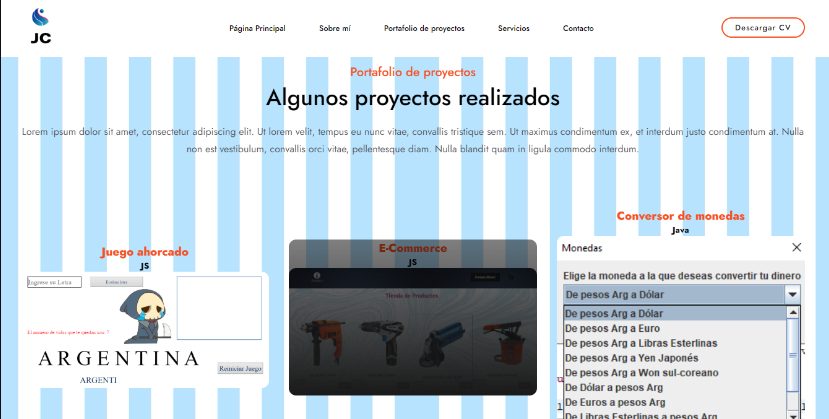 JC
Página Principal
Sobre mí
Portafolio de proyectos
Servicios
Contacto
Descargar CV
Portafolio de proyectos
Algunos proyectos realizados
Lorem ipsum dolor sit amet, consectetur adipiscing elit. Ut lorem velit, tempus eu nunc vitae, convallis tristique sem. Ut maximus condimentum ex, et interdum justo condimentum at. Nulla
non est vestibulum, convallis orci vitae, pellentesque diam. Nulla blandit quam in ligula commodo interdum.
Juego ahorcado
JS
Ingrese su Letra
ARGENTINA
ARGENTI
Reiniciar Juego
E-Commerce
JS
Tienda de Productos
Conversor de monedas
Java
Monedas
Elige la moneda a la que deseas convertir tu dinero
De pesos Arg a Dólar
De pesos Arg a Dólar
De pesos Arg a Euro
De pesos Arg a Libras Esterlinas
De pesos Arg a Yen Japonés
De pesos Arg a Won sul-coreano
De Dólar a pesos Arg
De Euros a pesos Arg
De Libras Esterlinas a pesos Arg